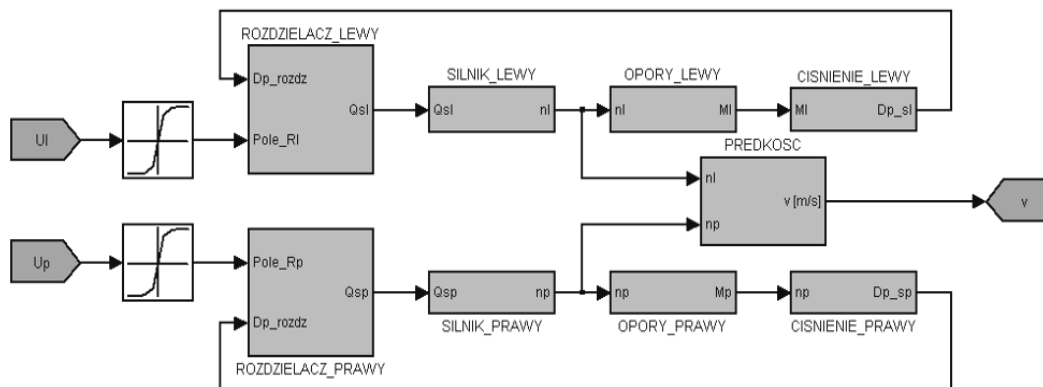 ROZDZIELACZ_LEWY
Dp_rozdz
Qsl
Pole_Rl
SILNIK_LEWY
Qsl
nl
OPORY_LEWY
nl
Ml
CISNIENIE_LEWY
Ml
Dp_sl
Ul
PREDKOSC
nl
v [m/s]
np
v
Up
Pole_Rp
Qsp
Dp_rozdz
ROZDZIELACZ_PRAWY
Qsp
np
SILNIK_PRAWY
np
Mp
OPORY_PRAWY
np
Dp_sp
CISNIENIE_PRAWY